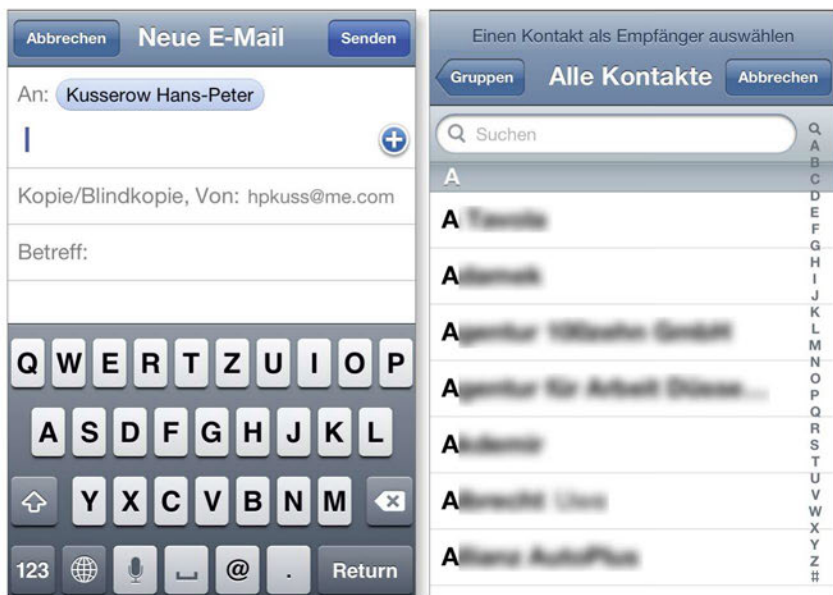 Abbrechen Neue E-Mail Senden
An: Kusserow Hans-Peter
Kopie/Blindkopie, Von: hpkuss@me.com
Betreff:
Q W E R T Z U I O P
A S D F G H J K L
Y X C V B N M
123 @ . Return
Einen Kontakt als Empfänger auswählen
Gruppen Alle Kontakte Abbrechen
Suchen
A
A
A
A
A
A
A
A
A
B
C
D
E
F
G
H
I
J
K
L
M
N
O
P
Q
R
S
T
U
V
W
X
Y
Z
#